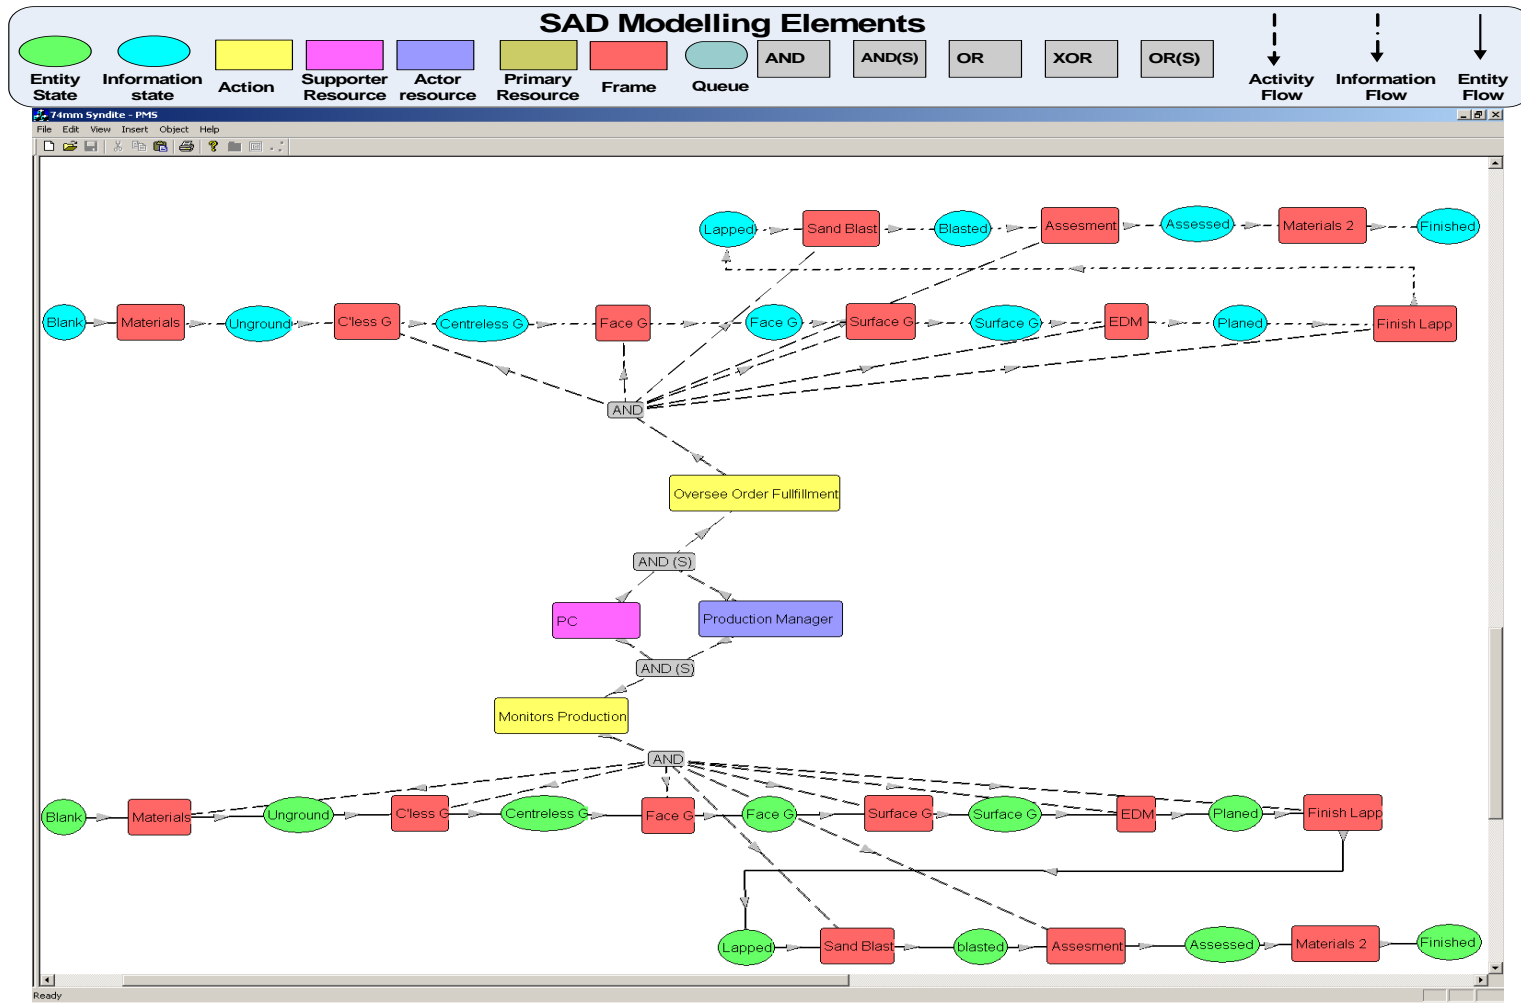 SAD Modelling Elements
AND
AND(S)
OR
XOR
OR(S)
Entity
State
Information
state
Action
Supporter
Resource
Actor
resource
Primary
Resource
Frame
Queue
Activity
Flow
Information
Flow
Entity
Flow
74mm Syndite - PMS
File Edit View Insert Object Help
Lapped
Sand Blast
Blasted
Assesment
Assessed
Materials 2
Finished
Blank
Materials
Unground
C'less G
Centreless G
Face G
Face G
Surface G
Surface G
EDM
Planed
Finish Lapp
AND
Oversee Order Fullfillment
AND (S)
PC
Production Manager
AND (S)
Monitors Production
AND
Blank
Materials
Unground
C'less G
Centreless G
Face G
Face G
Surface G
Surface G
EDM
Planed
Finish Lapp
Lapped
Sand Blast
blasted
Assesment
Assessed
Materials 2
Finished
Ready